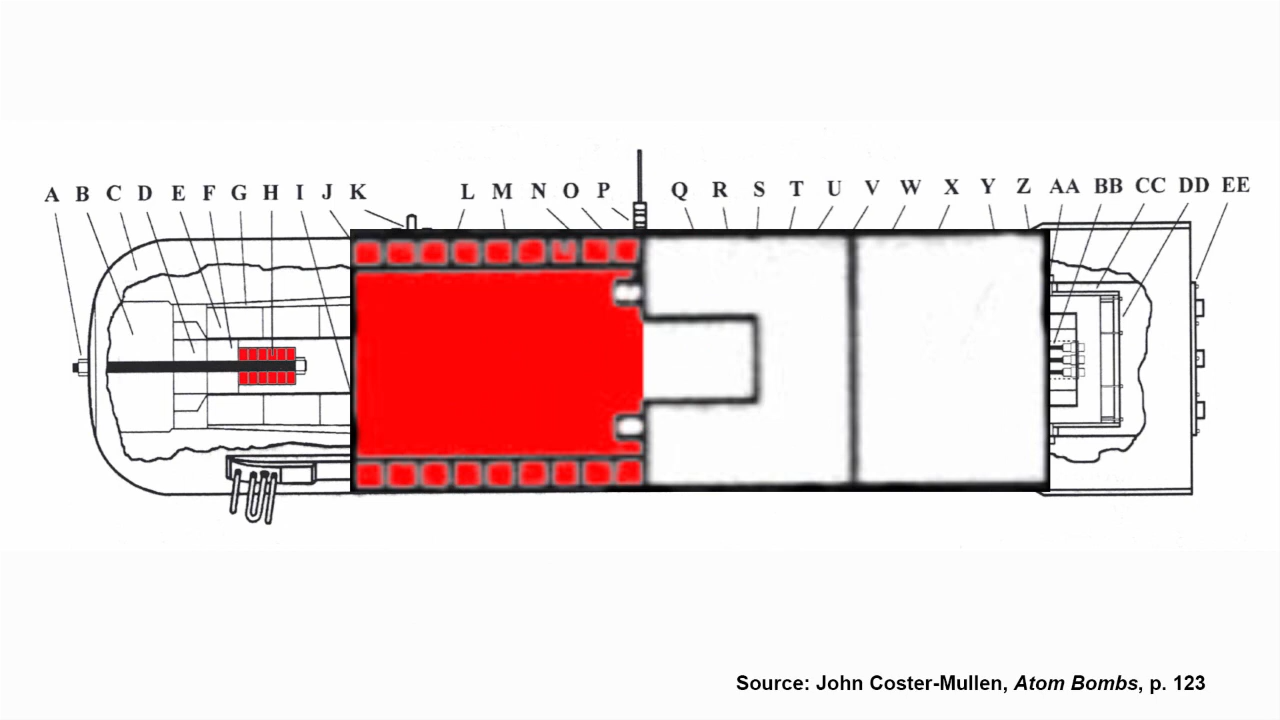 A B C D E F G H I J K L M N O P Q R S T U V W X Y Z AA BB CC DD EE
Source: John Coster-Mullen, Atom Bombs, p. 123